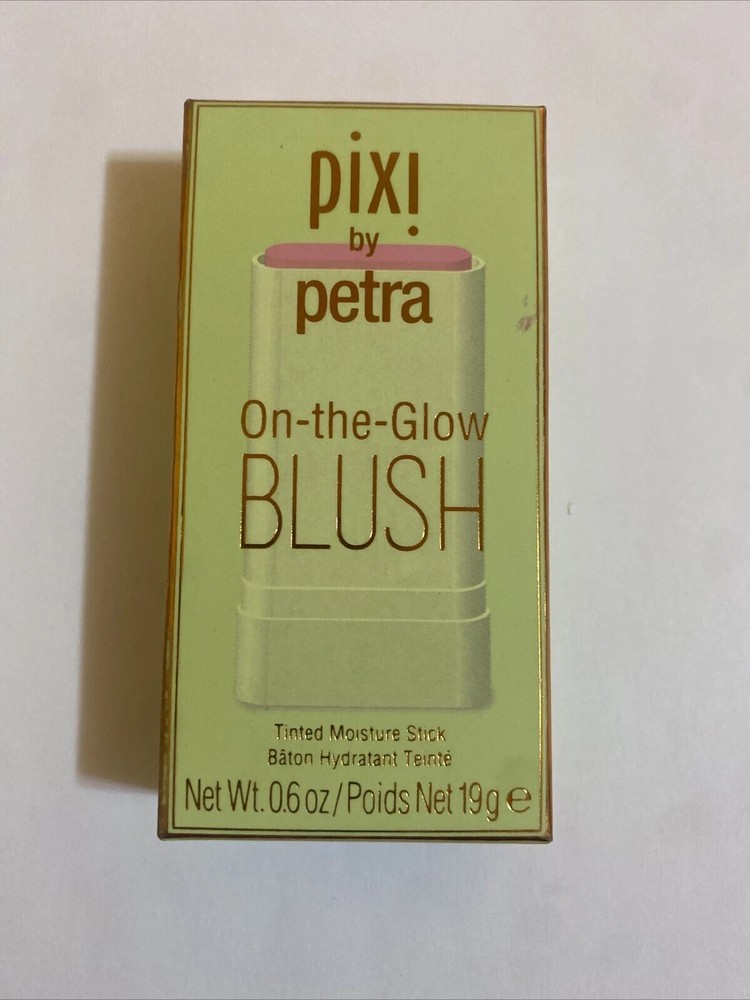 pixi
by
petra
On-the-Glow
BLUSH
Tinted Moisture Stick
Bâton Hydratant Teinté
Net Wt. 0.6 oz/Poids Net 19g ℮